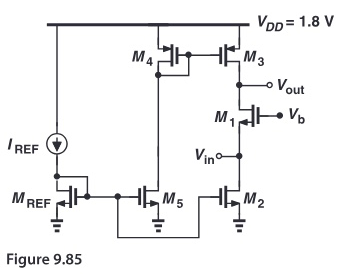 V_DD = 1.8 V
M_4
M_3
V_out
M_1
V_b
I_REF
V_in
M_REF
M_5
M_2
Figure 9.85